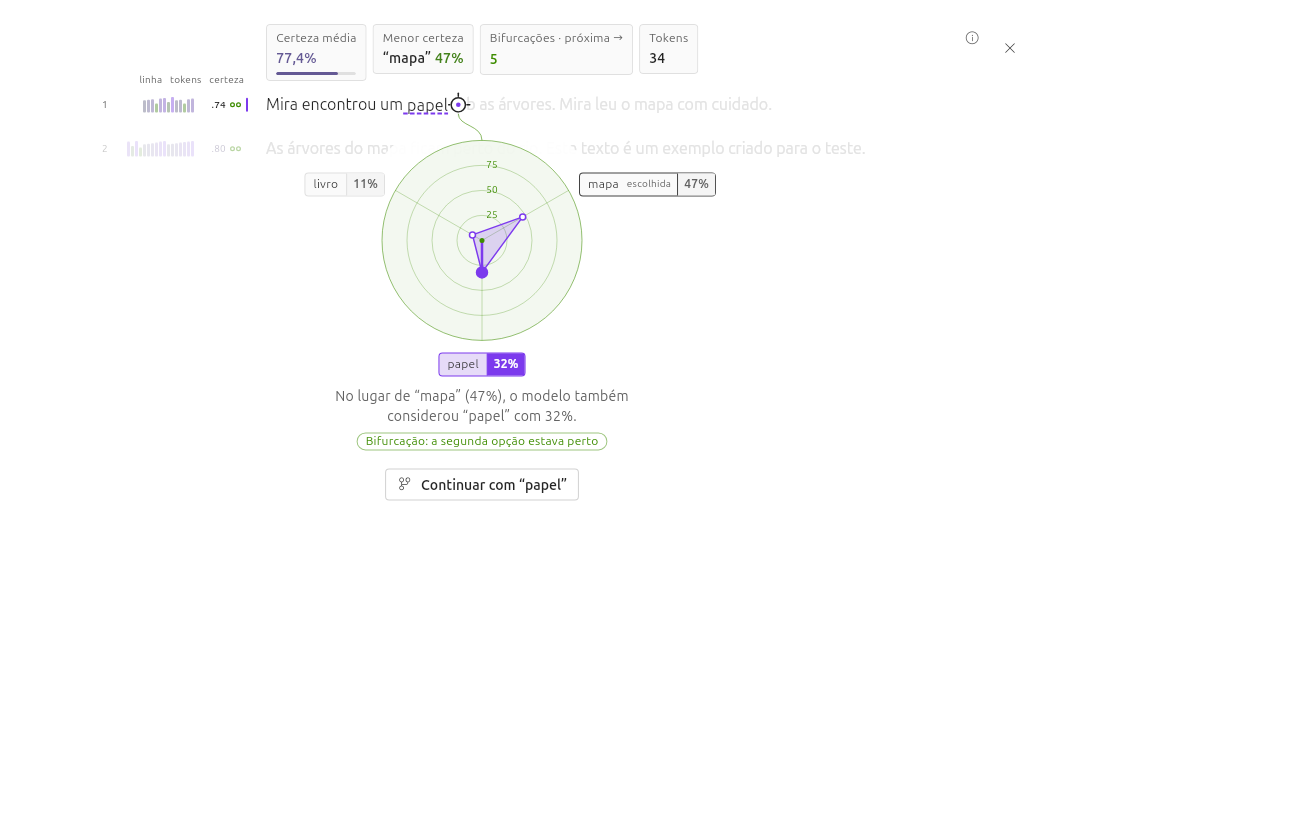 Certeza média
77,4%
Menor certeza
“mapa” 47%
Bifurcações · próxima →
5
Tokens
34
linha tokens certeza
1 .74 Mira encontrou um papel b as árvores. Mira leu o mapa com cuidado.
2 .80 As árvores do map texto é um exemplo criado para o teste.
75
50
25
livro 11%
mapa escolhida 47%
papel 32%
No lugar de “mapa” (47%), o modelo também
considerou “papel” com 32%.
Bifurcação: a segunda opção estava perto
Continuar com “papel”